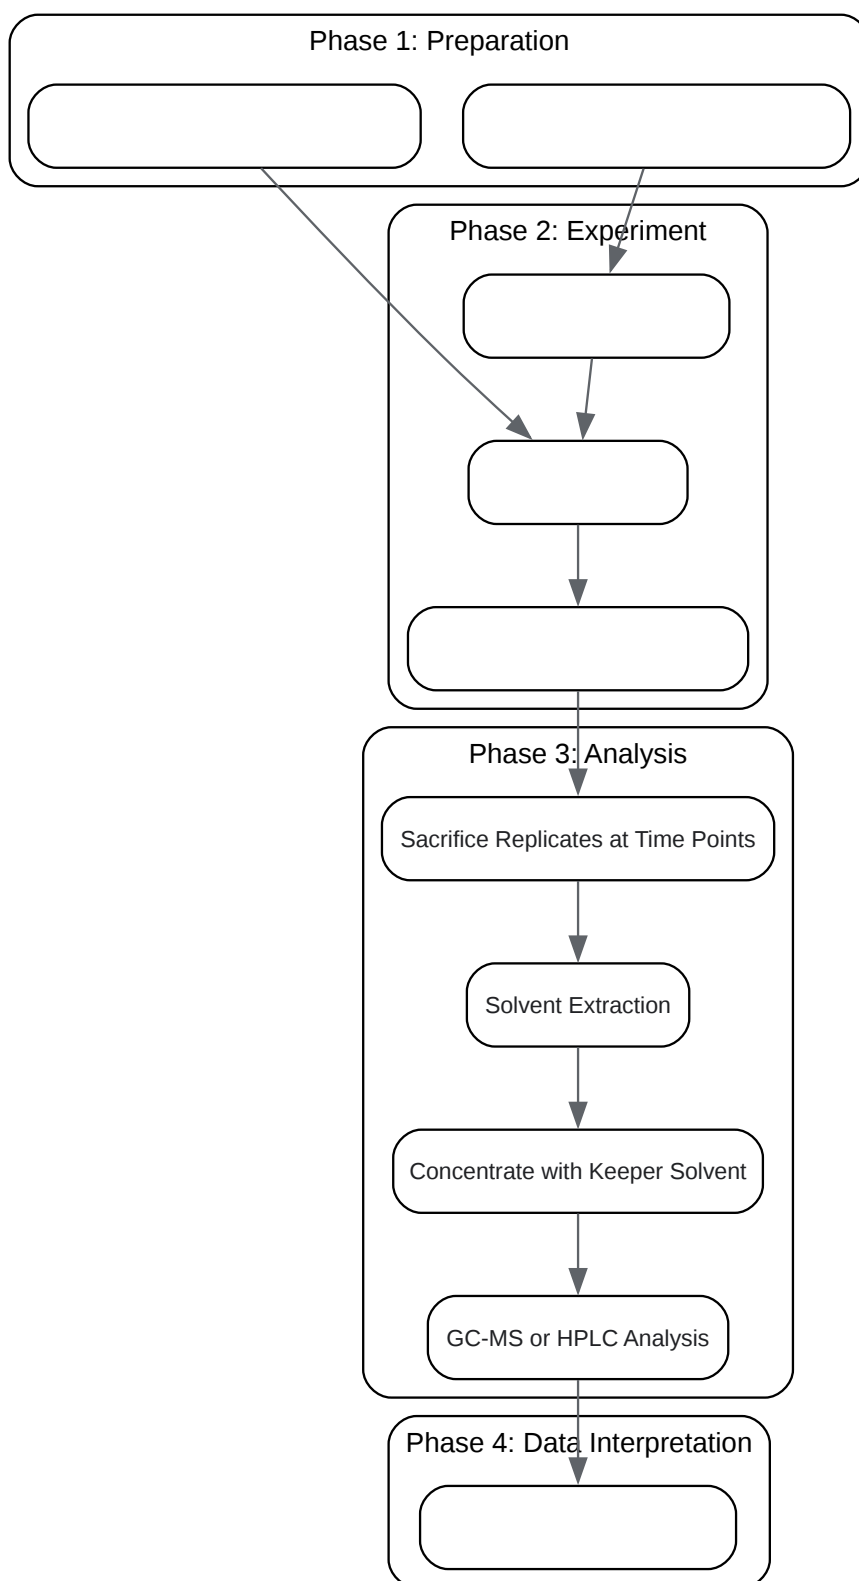 Phase 1: Preparation
Phase 2: Experiment
Phase 3: Analysis
Sacrifice Replicates at Time Points
Solvent Extraction
Concentrate with Keeper Solvent
GC-MS or HPLC Analysis
Phase 4: Data Interpretation